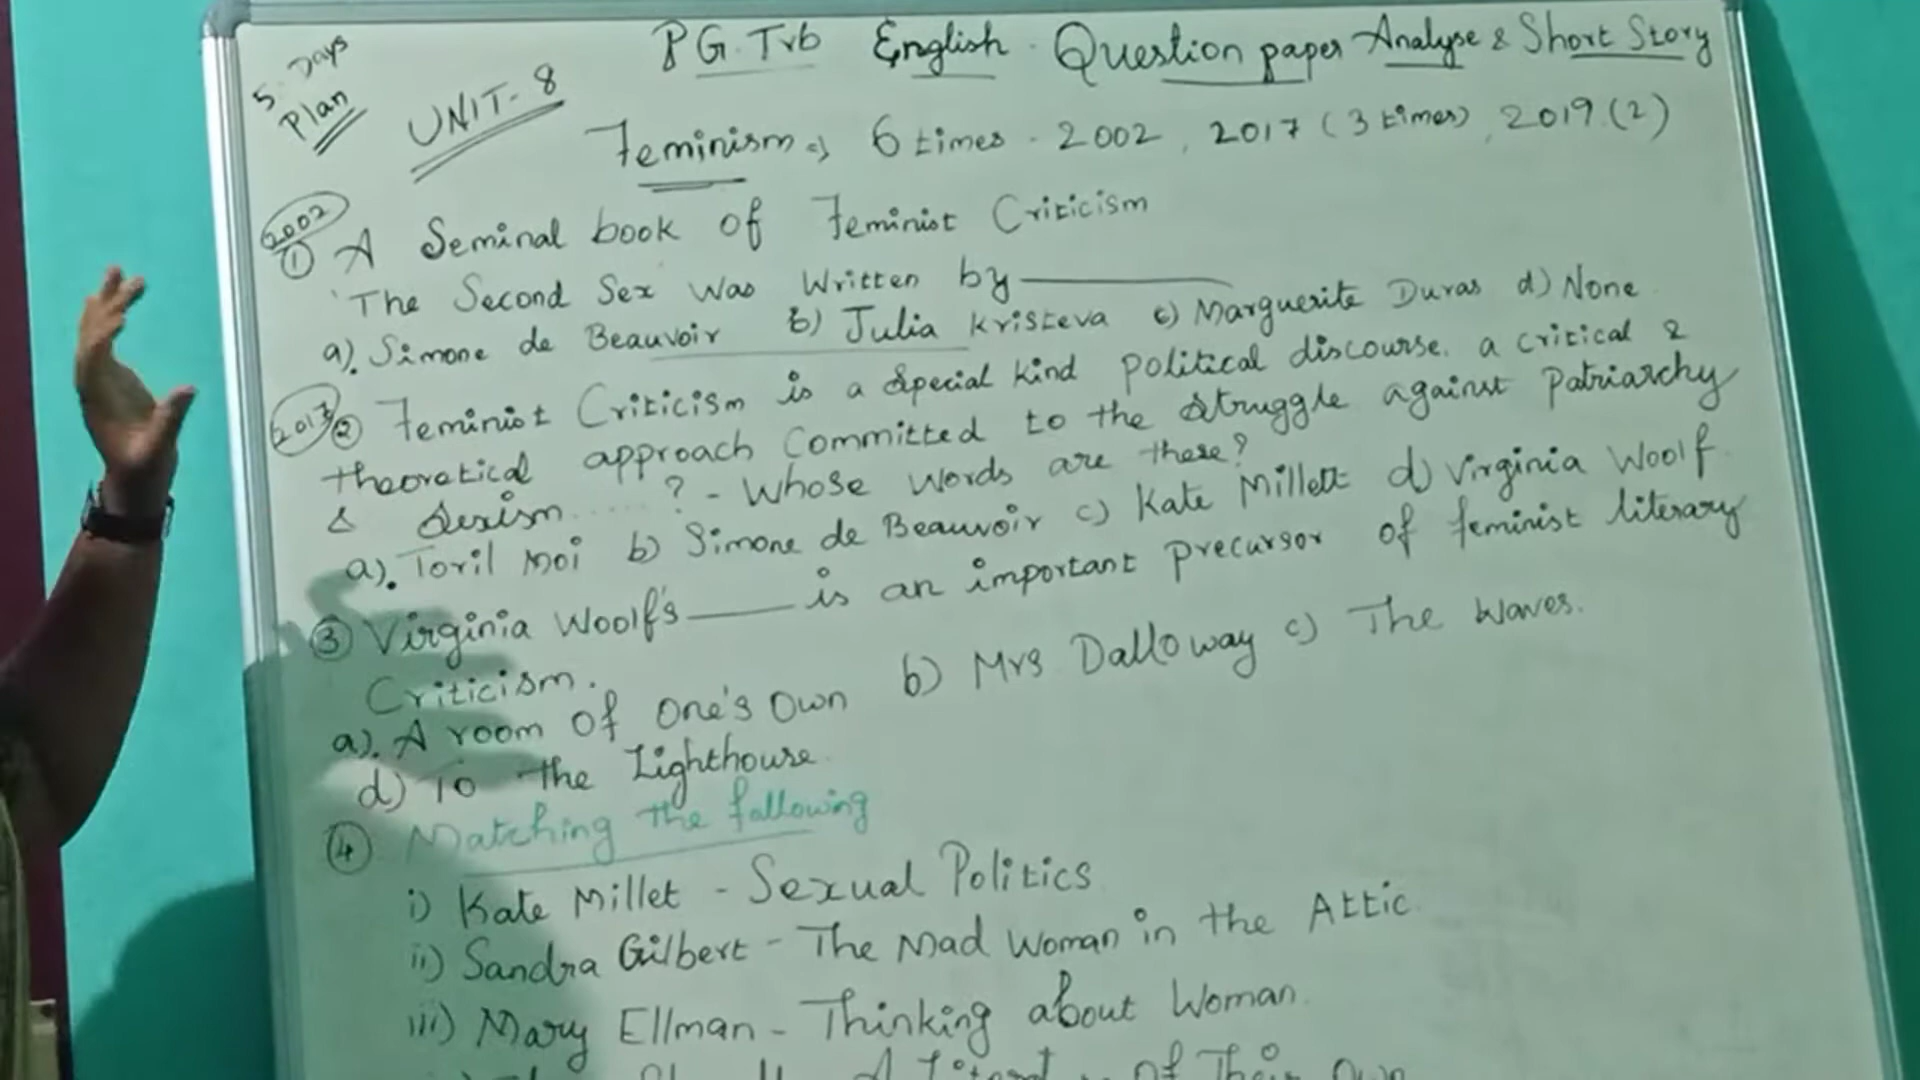 5 Days
Plan
UNIT-8
PG. Trb English - Question paper Analyse & Short Story
Feminism => 6 times - 2002, 2017 (3 times), 2019.(2)
2002
① A Seminal book of Feminist Criticism
'The Second Sex was written by ______
a). Simone de Beauvoir b) Julia Kristeva c) Marguerite Duras d) None
2017
② Feminist Criticism is a special kind political discourse. a critical &
theoretical approach committed to the struggle against patriarchy
& sexism ......? - Whose words are these?
a). Toril Moi b) Simone de Beauvoir c) Kate Millett d) Virginia Woolf
③ Virginia Woolf's ______ is an important precursor of feminist literary
Criticism.
a). A room of one's own b) Mrs Dalloway c) The Waves.
d) To the Lighthouse
④ Matching the following
i) Kate Millet - Sexual Politics
ii) Sandra Gilbert - The Mad Woman in the Attic.
iii) Mary Ellman - Thinking about Woman.
A of Their Own